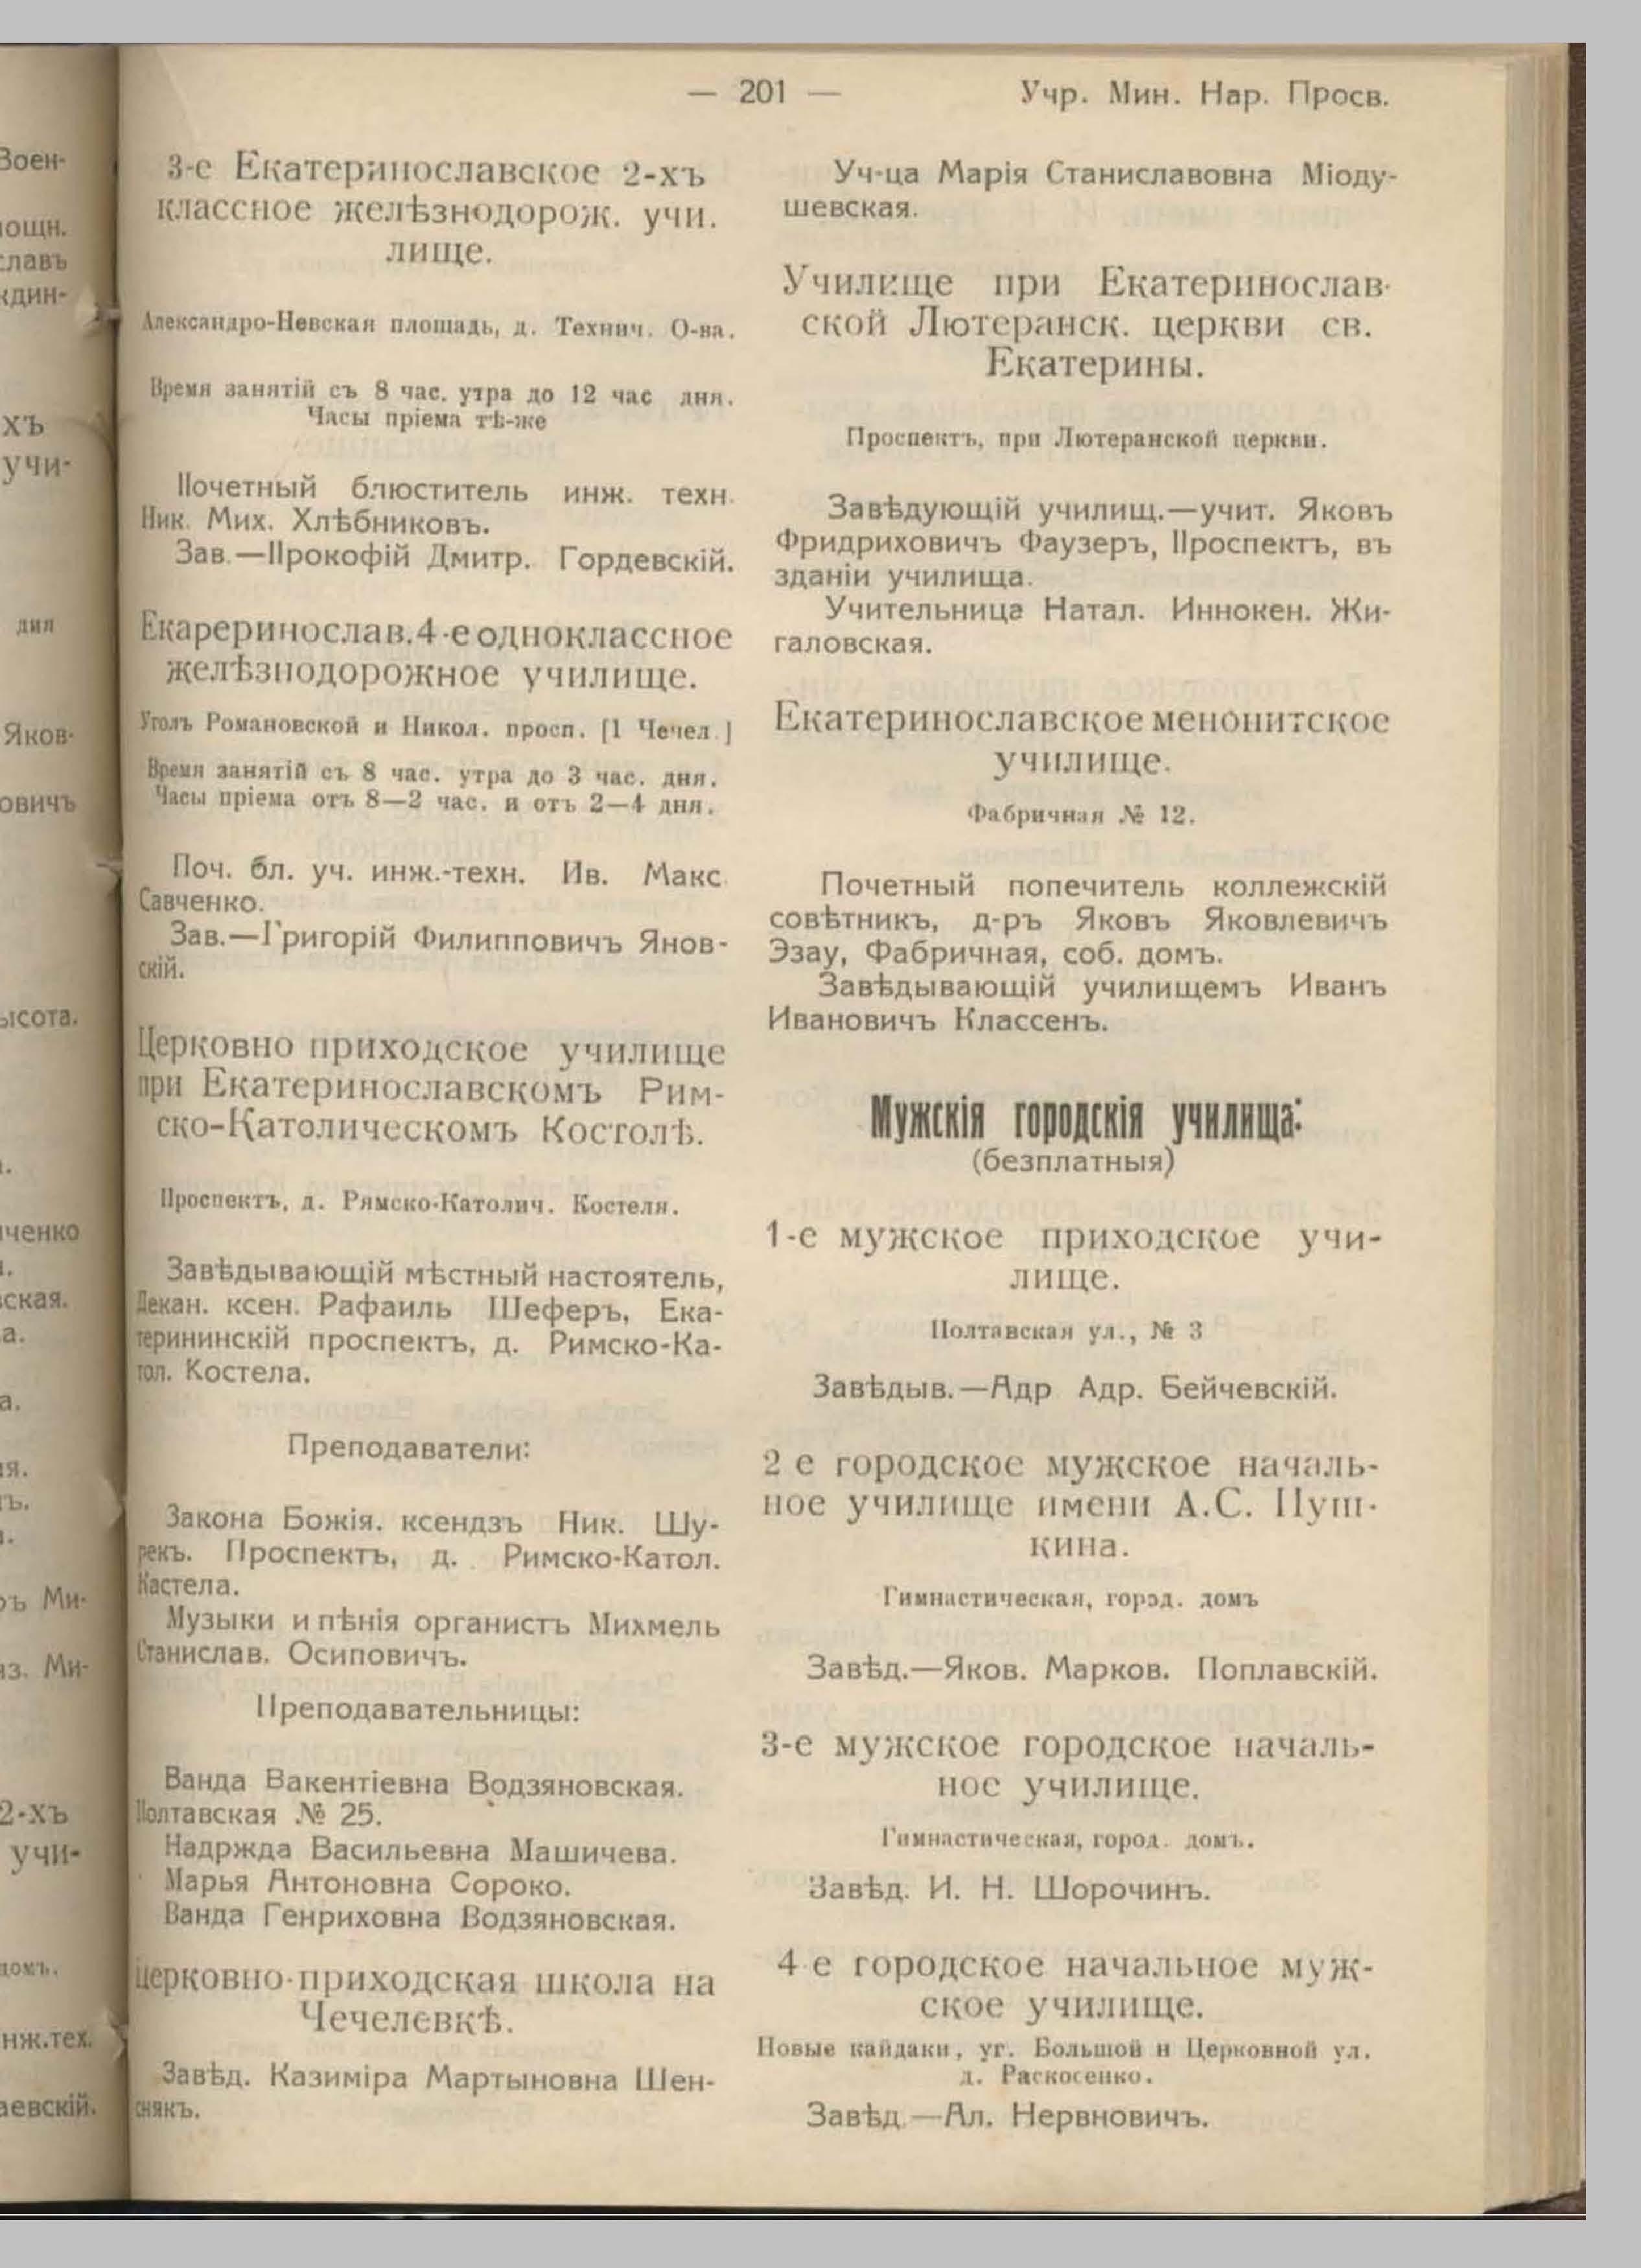 — 201 —
Учр. Мин. Нар. Просв.
3-е Екатеринославское 2-хъ
классное желѣзнодорож. учи.
лище.
Александро-Невская площадь, д. Технич. О-ва.
Время занятій съ 8 час. утра до 12 час дня.
Часы пріема тѣ-же
Почетный блюститель инж. техн.
Ник. Мих. Хлѣбниковъ.
Зав.—Прокофій Дмитр. Гордевскій.
Екареринослав. 4-е одноклассное
желѣзнодорожное училище.
Уголъ Романовской и Никол. просп. [1 Чечел.]
Время занятій съ 8 час. утра до 3 час. дня.
Часы пріема отъ 8—2 час. и отъ 2—4 дня.
Поч. бл. уч. инж.-техн. Ив. Макс.
Савченко.
Зав.—Григорій Филипповичъ Янов-
скій.
Церковно приходское училище
при Екатеринославскомъ Рим-
ско-Католическомъ Костолѣ.
Проспектъ, д. Рямско-Католич. Костеля.
Завѣдывающій мѣстный настоятель,
Декан. ксен. Рафаиль Шеферъ, Ека-
терининскій проспектъ, д. Римско-Ка-
тол. Костела.
Преподаватели:
Закона Божія. ксендзъ Ник. Шу-
рекъ. Проспектъ, д. Римско-Катол.
Кастела.
Музыки и пѣнія органистъ Михмель
Станислав. Осиповичъ.
Преподавательницы:
Ванда Вакентіевна Водзяновская.
Полтавская № 25.
Надржда Васильевна Машичева.
Марья Антоновна Сороко.
Ванда Генриховна Водзяновская.
Церковно-приходская школа на
Чечелевкѣ.
Завѣд. Казиміра Мартыновна Шен-
снякъ.
Уч-ца Марія Станиславовна Міоду-
шевская.
Училище при Екатеринослав-
ской Лютеранск. церкви св.
Екатерины.
Проспектъ, при Лютеранской церкви.
Завѣдующій училищ.—учит. Яковъ
Фридриховичъ Фаузеръ, Проспектъ, въ
зданіи училища.
Учительница Натал. Иннокен. Жи-
галовская.
Екатеринославское менонитское
училище.
Фабричная № 12.
Почетный попечитель коллежскій
совѣтникъ, д-ръ Яковъ Яковлевичъ
Эзау, Фабричная, соб. домъ.
Завѣдывающій училищемъ Иванъ
Ивановичъ Классенъ.
Мужскія городскія училища:
(безплатныя)
1-е мужское приходское учи-
лище.
Полтавская ул., № 3
Завѣдыв.—Адр Адр. Бейчевскій.
2 е городское мужское началь-
ное училище имени А.С. Пуш-
кина.
Гимнастическая, город. домъ
Завѣд.—Яков. Марков. Поплавскій.
3-е мужское городское началь-
ное училище.
Гимнастическая, город. домъ.
Завѣд. И. Н. Шорочинъ.
4 е городское начальное муж-
ское училище.
Новые кайдаки, уг. Большой и Церковной ул.
д. Раскосенко.
Завѣд.—Ал. Нервновичъ.